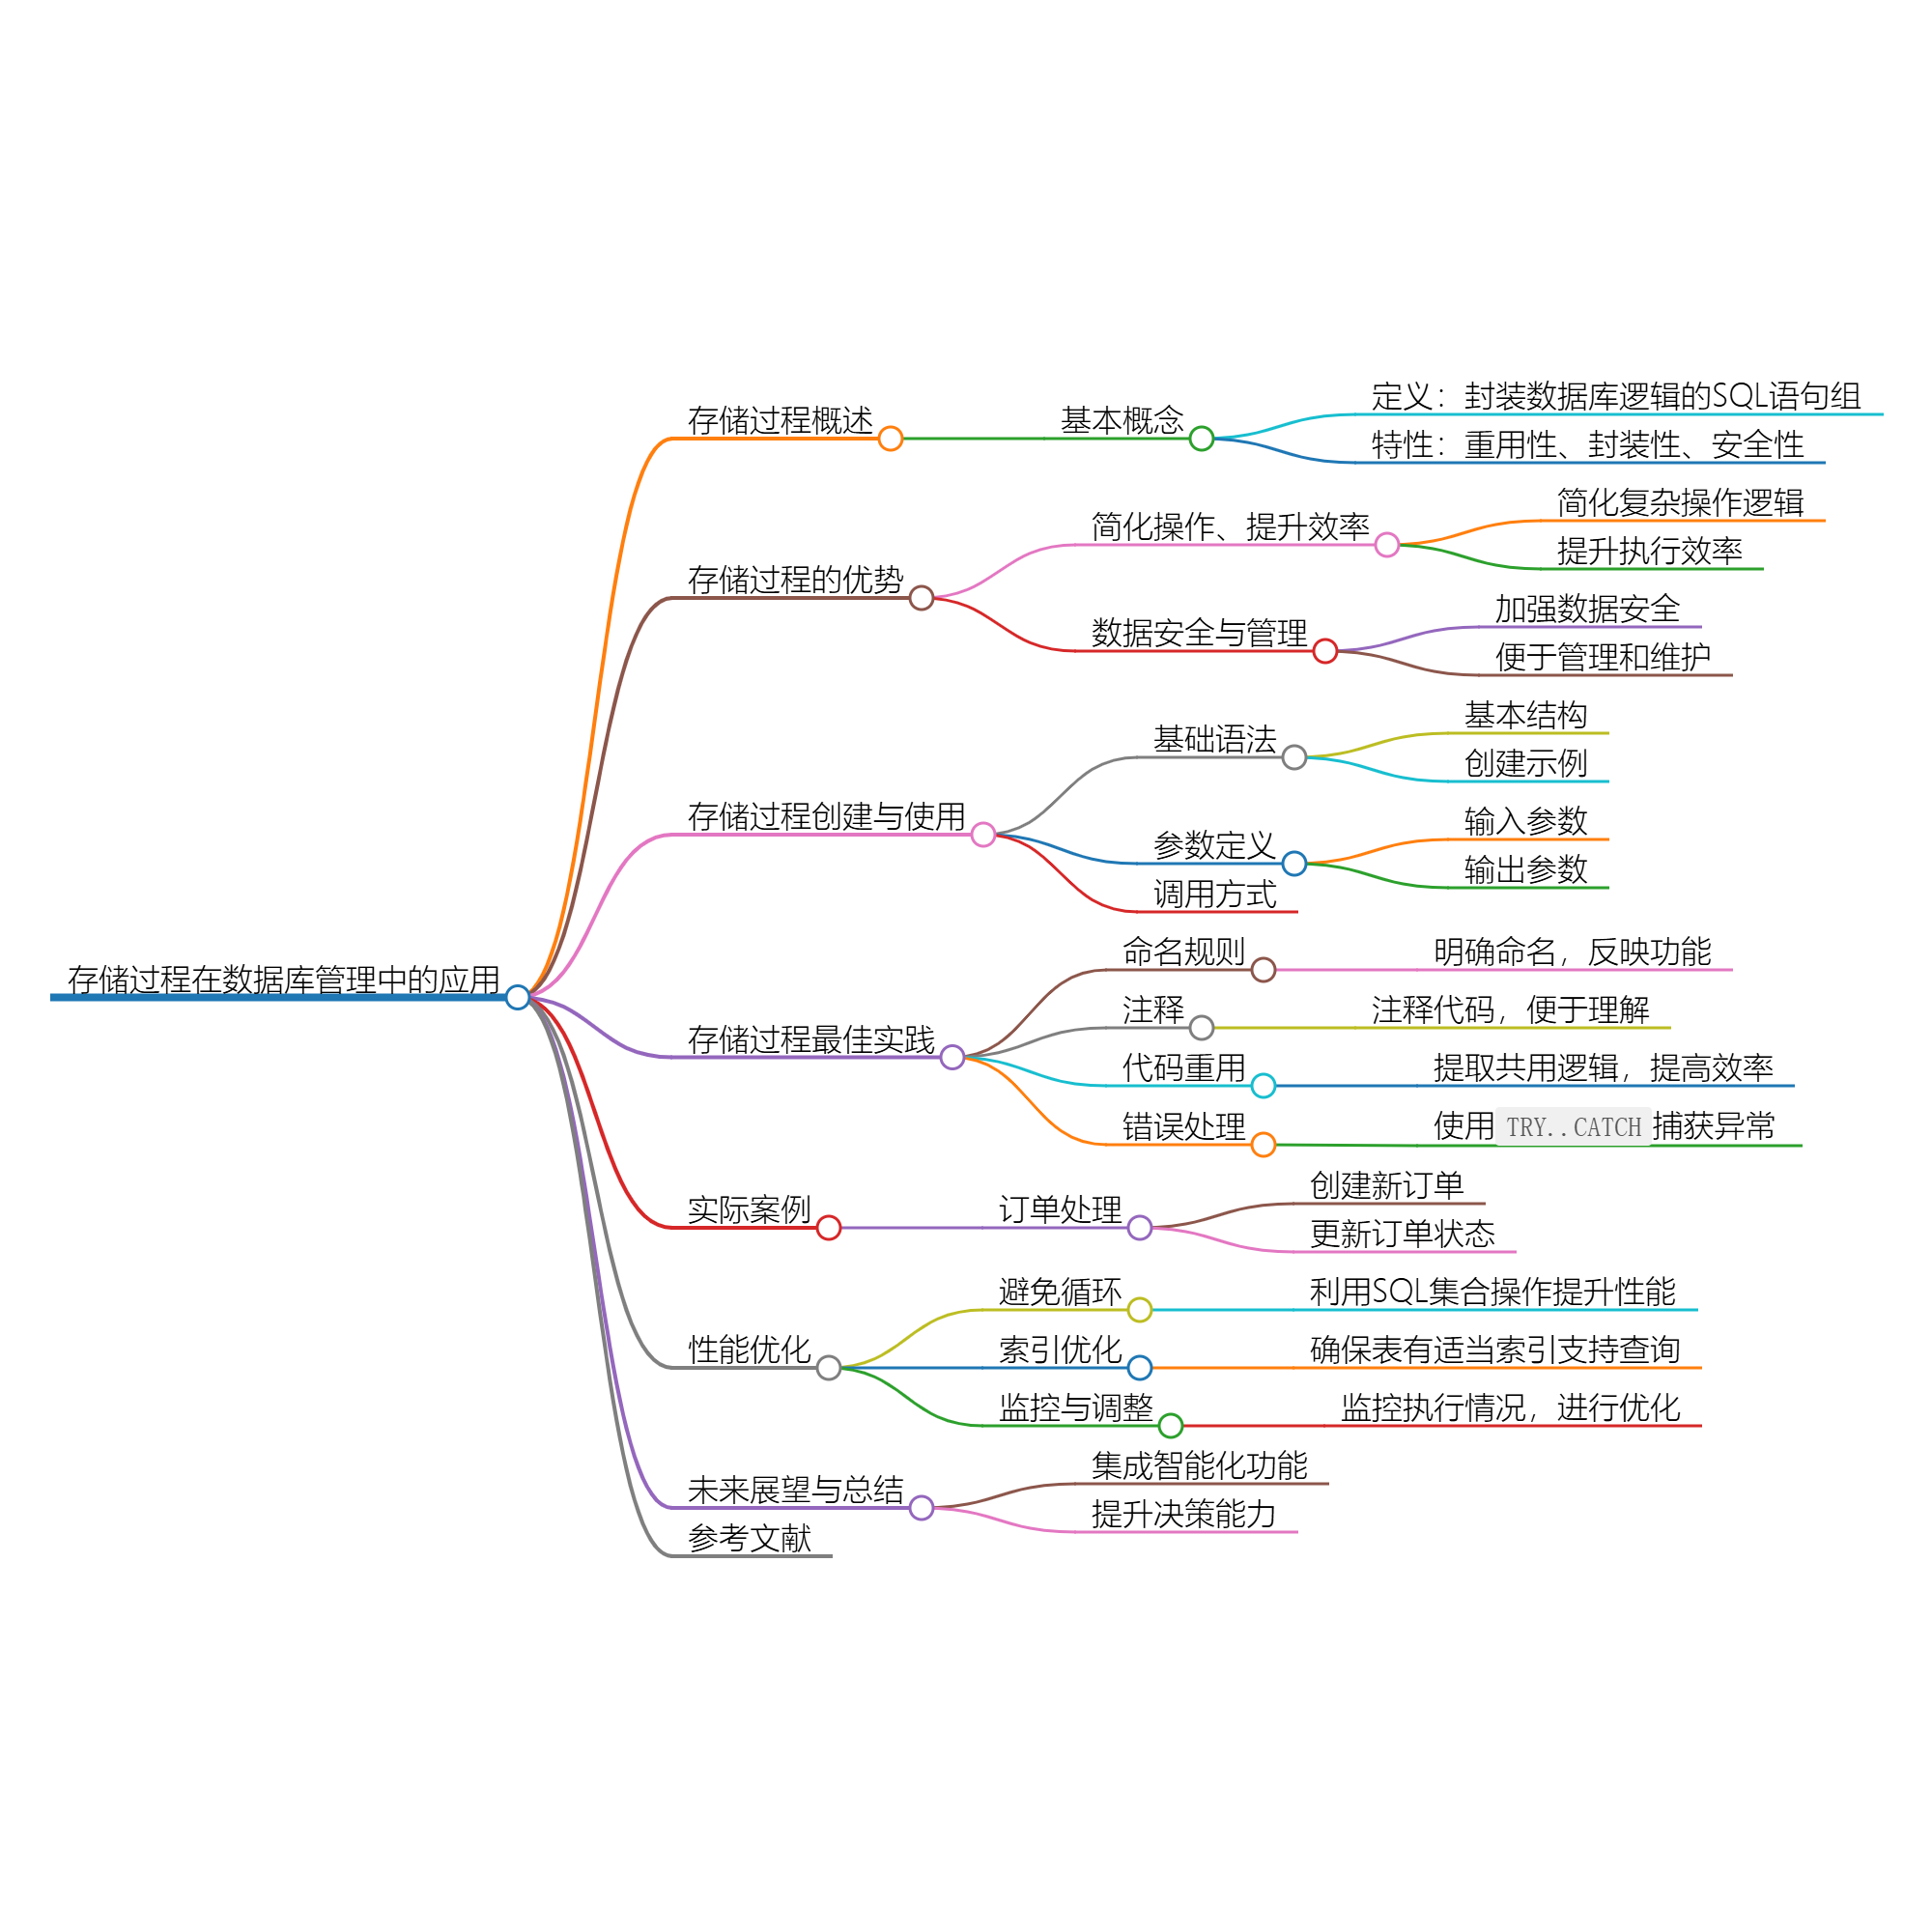 存储过程在数据库管理中的应用
存储过程概述
基本概念
定义：封装数据库逻辑的SQL语句组
特性：重用性、封装性、安全性
存储过程的优势
简化操作、提升效率
简化复杂操作逻辑
提升执行效率
数据安全与管理
加强数据安全
便于管理和维护
存储过程创建与使用
基础语法
基本结构
创建示例
参数定义
输入参数
输出参数
调用方式
存储过程最佳实践
命名规则
明确命名，反映功能
注释
注释代码，便于理解
代码重用
提取共用逻辑，提高效率
错误处理
使用 TRY..CATCH 捕获异常
实际案例
订单处理
创建新订单
更新订单状态
性能优化
避免循环
利用SQL集合操作提升性能
索引优化
确保表有适当索引支持查询
监控与调整
监控执行情况，进行优化
未来展望与总结
集成智能化功能
提升决策能力
参考文献